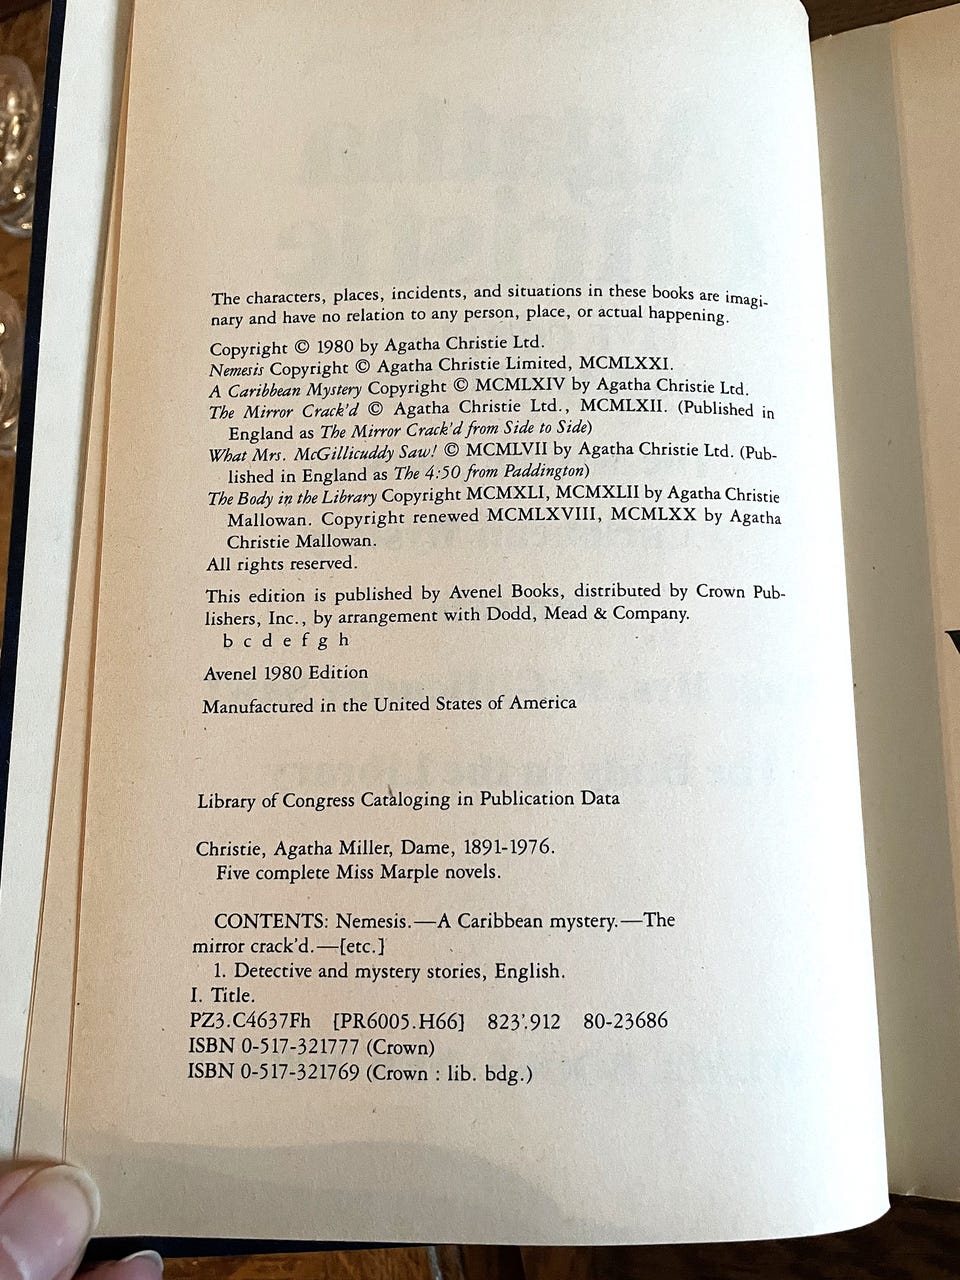 The characters, places, incidents, and situations in these books are imagi-
nary and have no relation to any person, place, or actual happening.
Copyright © 1980 by Agatha Christie Ltd.
Nemesis Copyright © Agatha Christie Limited, MCMLXXI.
A Caribbean Mystery Copyright © MCMLXIV by Agatha Christie Ltd.
The Mirror Crack'd © Agatha Christie Ltd., MCMLXII. (Published in
England as The Mirror Crack'd from Side to Side)
What Mrs. McGillicuddy Saw! © MCMLVII by Agatha Christie Ltd. (Pub-
lished in England as The 4:50 from Paddington)
The Body in the Library Copyright MCMXLI, MCMXLII by Agatha Christie
Mallowan. Copyright renewed MCMLXVIII, MCMLXX by Agatha
Christie Mallowan.
All rights reserved.
This edition is published by Avenel Books, distributed by Crown Pub-
lishers, Inc., by arrangement with Dodd, Mead & Company.
b c d e f g h
Avenel 1980 Edition
Manufactured in the United States of America
Library of Congress Cataloging in Publication Data
Christie, Agatha Miller, Dame, 1891-1976.
Five complete Miss Marple novels.
CONTENTS: Nemesis.—A Caribbean mystery.—The
mirror crack'd.—[etc.]
1. Detective and mystery stories, English.
I. Title.
PZ3.C4637Fh [PR6005.H66] 823'.912 80-23686
ISBN 0-517-321777 (Crown)
ISBN 0-517-321769 (Crown : lib. bdg.)